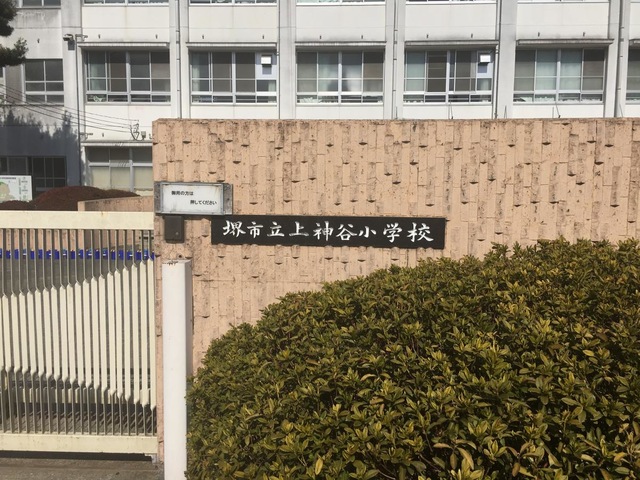 御用の方は
押してください
堺市立上神谷小学校